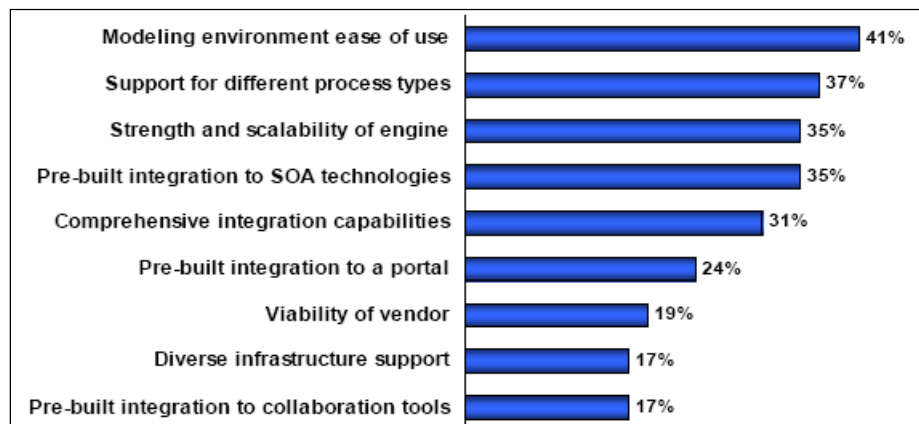 Modeling environment ease of use 41%
Support for different process types 37%
Strength and scalability of engine 35%
Pre-built integration to SOA technologies 35%
Comprehensive integration capabilities 31%
Pre-built integration to a portal 24%
Viability of vendor 19%
Diverse infrastructure support 17%
Pre-built integration to collaboration tools 17%